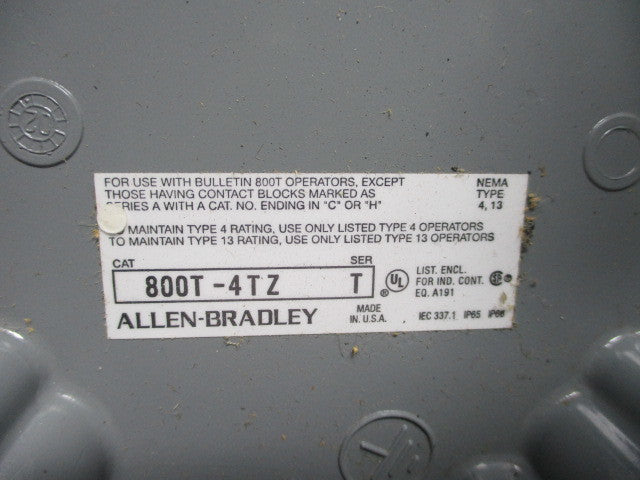 FOR USE WITH BULLETIN 800T OPERATORS, EXCEPT
THOSE HAVING CONTACT BLOCKS MARKED AS
SERIES A WITH A CAT. NO. ENDING IN "C" OR "H"
NEMA
TYPE
4, 13
MAINTAIN TYPE 4 RATING, USE ONLY LISTED TYPE 4 OPERATORS
TO MAINTAIN TYPE 13 RATING, USE ONLY LISTED TYPE 13 OPERATORS
CAT SER
800T-4TZ T
® UL LIST. ENCL.
FOR IND. CONT.
EQ. A191
ALLEN-BRADLEY
MADE
IN U.S.A.
IEC 337.1 IP65 IP66